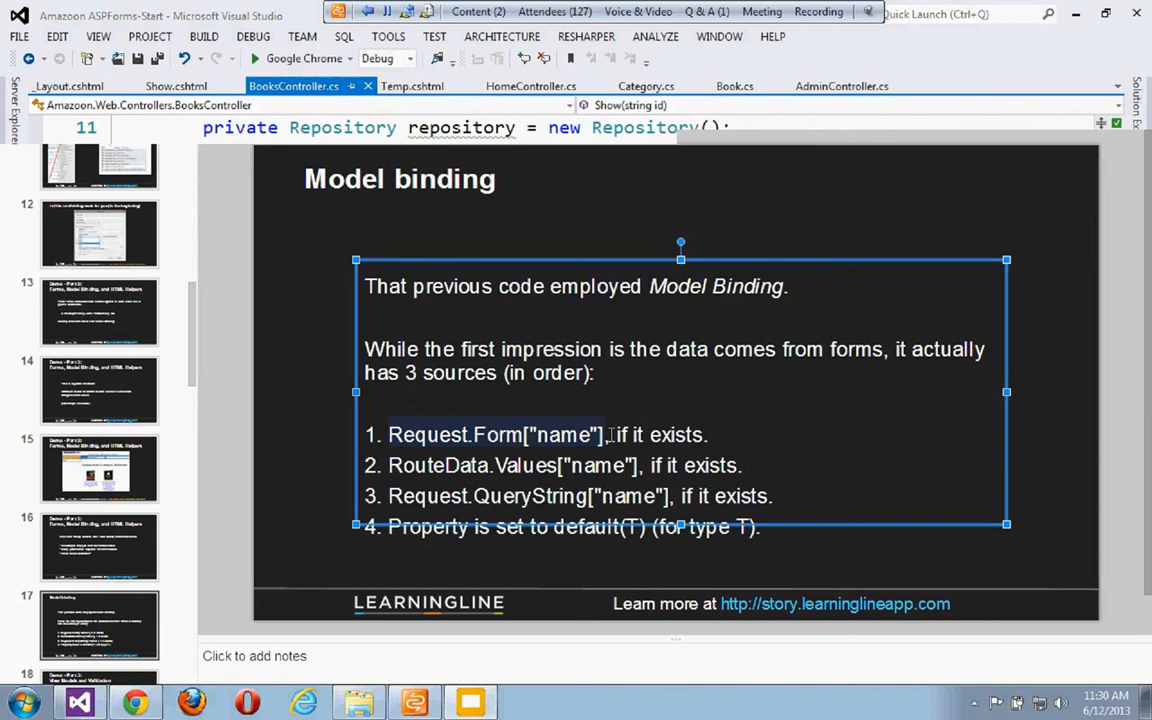 Amazoon ASPForms-Start - Microsoft Visual Studio
Content (2) Attendees (127) Voice & Video Q & A (1) Meeting Recording
Quick Launch (Ctrl+Q)
FILE EDIT VIEW PROJECT BUILD DEBUG TEAM SQL TOOLS TEST ARCHITECTURE RESHARPER ANALYZE WINDOW HELP
Google Chrome Debug
_Layout.cshtml Show.cshtml BooksController.cs Temp.cshtml HomeController.cs Category.cs Book.cs AdminController.cs
Amazoon.Web.Controllers.BooksController Show(string id)
Server Explorer
Solution Ex
11 private Repository repository = new Repository();
12
13
14
15
16
17
18
Model binding
That previous code employed Model Binding.
While the first impression is the data comes from forms, it actually
has 3 sources (in order):
1. Request.Form["name"], if it exists.
2. RouteData.Values["name"], if it exists.
3. Request.QueryString["name"], if it exists.
4. Property is set to default(T) (for type T).
LEARNINGLINE
Learn more at http://story.learninglineapp.com
Click to add notes
11:30 AM
6/12/2013